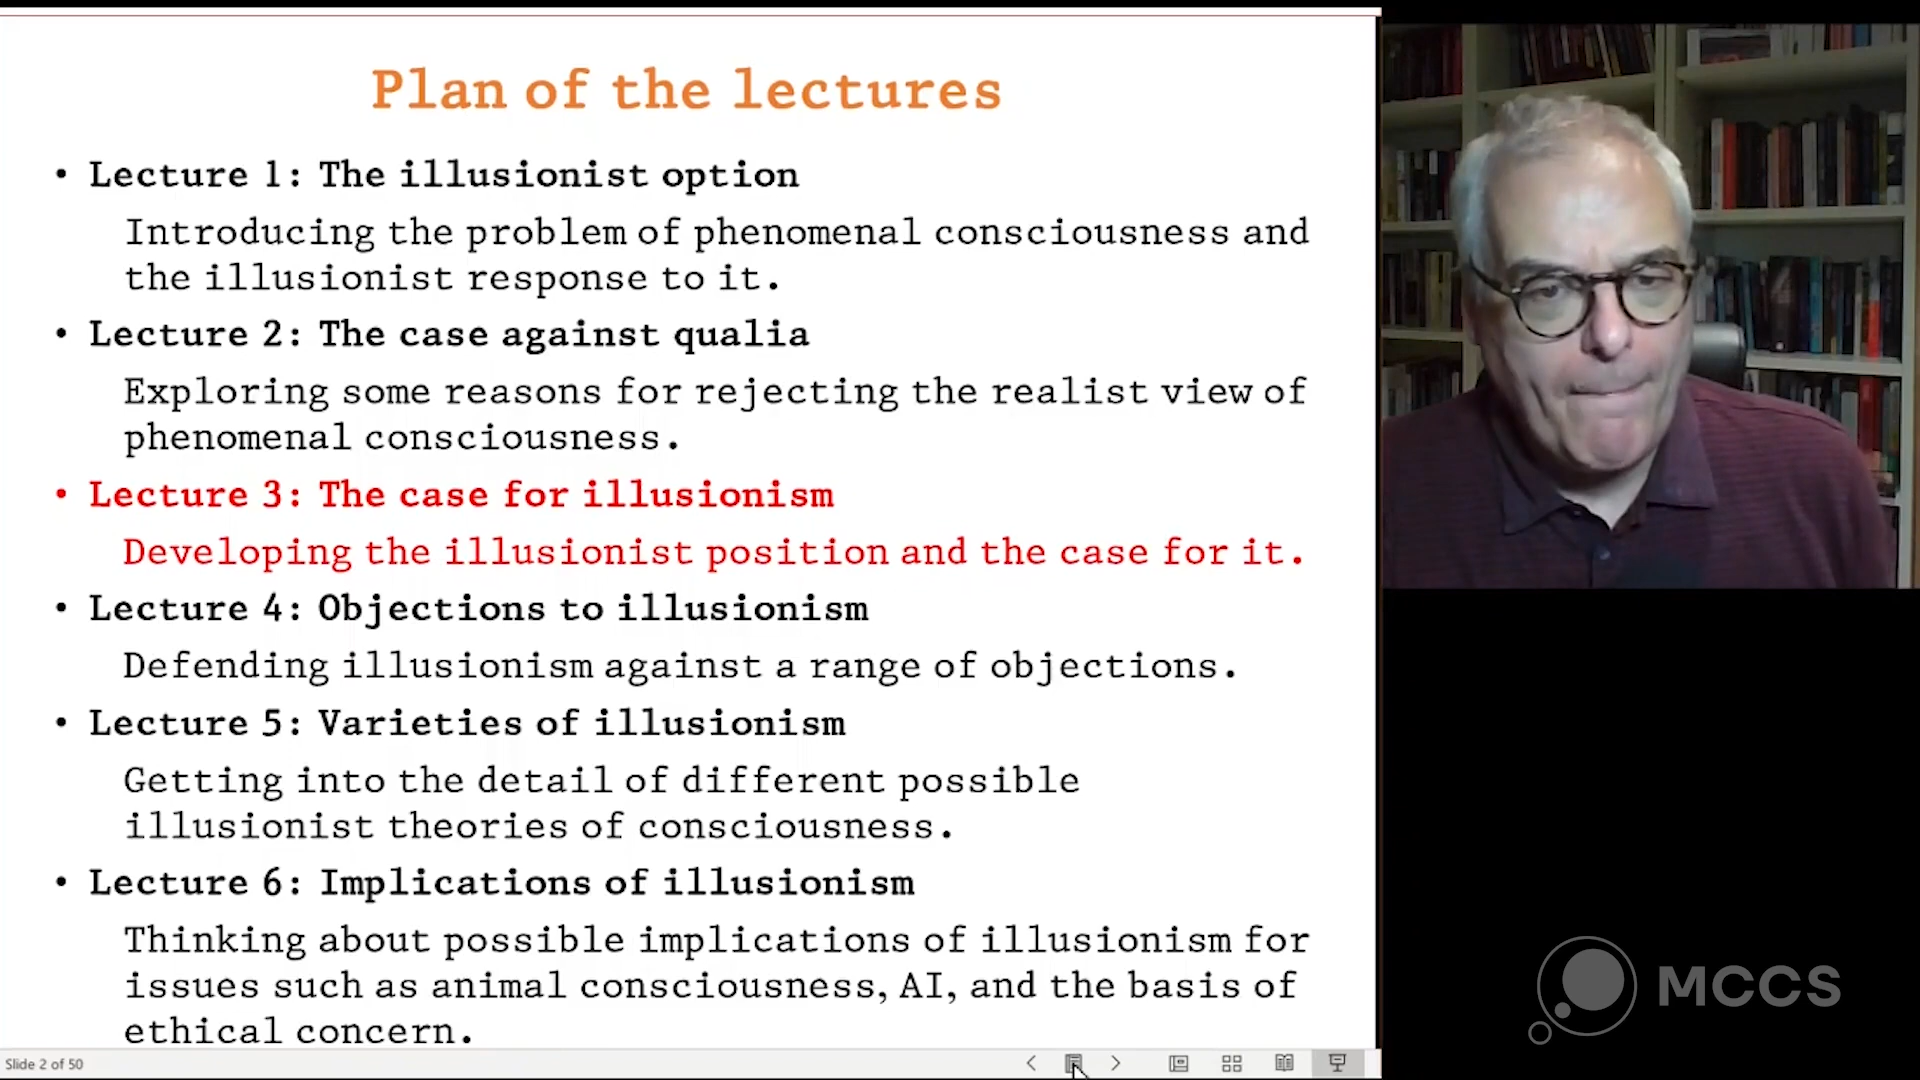 Plan of the lectures
• Lecture 1: The illusionist option
Introducing the problem of phenomenal consciousness and
the illusionist response to it.
• Lecture 2: The case against qualia
Exploring some reasons for rejecting the realist view of
phenomenal consciousness.
• Lecture 3: The case for illusionism
Developing the illusionist position and the case for it.
• Lecture 4: Objections to illusionism
Defending illusionism against a range of objections.
• Lecture 5: Varieties of illusionism
Getting into the detail of different possible
illusionist theories of consciousness.
• Lecture 6: Implications of illusionism
Thinking about possible implications of illusionism for
issues such as animal consciousness, AI, and the basis of
ethical concern.
Slide 2 of 50
MCCS